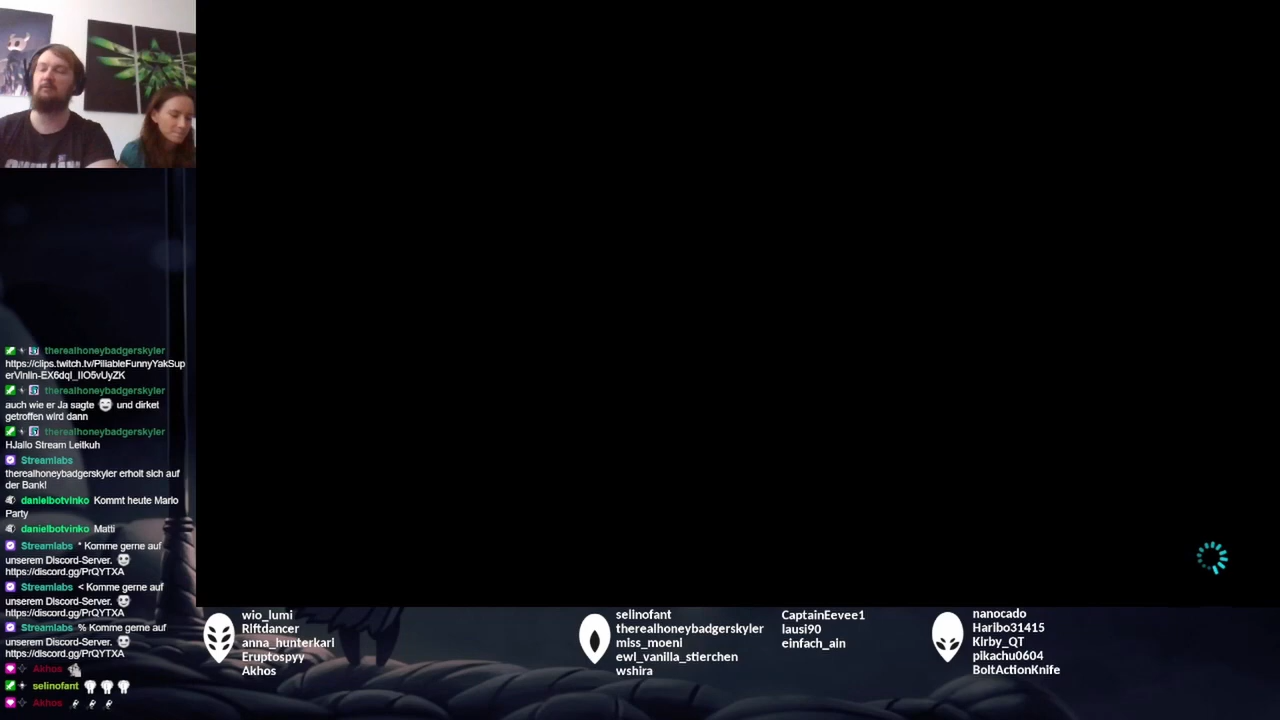 therealhoneybadgerskyler
https://clips.twitch.tv/PliableFunnyYakSup
auch wie er Ja sagte und dirket
getroffen wird dann
therealhoneybadgerskyler
therealhoneybadgerskyler
HJallo Stream Leitkuh
Streamlabs
therealhoneybadgerskyler erholt sich auf
der Bank!
danielbotvinko Kommt heute Mario
Party
danielbotvinko Matti
Streamlabs * Komme gerne auf
unserem Discord-Server.
https://discord.gg/PrQYTXA
Streamlabs < Komme gerne auf
unserem Discord-Server.
https://discord.gg/PrQYTXA
Streamlabs % Komme gerne auf
unserem Discord-Server.
https://discord.gg/PrQYTXA
Akhos
selinofant
Akhos
wio_lumi
Riftdancer
anna_hunterkarl
Eruptospyy
Akhos
selinofant
therealhoneybadgerskyler
miss_moeni
ewl_vanilla_stierchen
wshira
CaptainEevee1
lausi90
einfach_ain
nanocado
Haribo31415
Kirby_QT
pikachu0604
BoltActionKnife